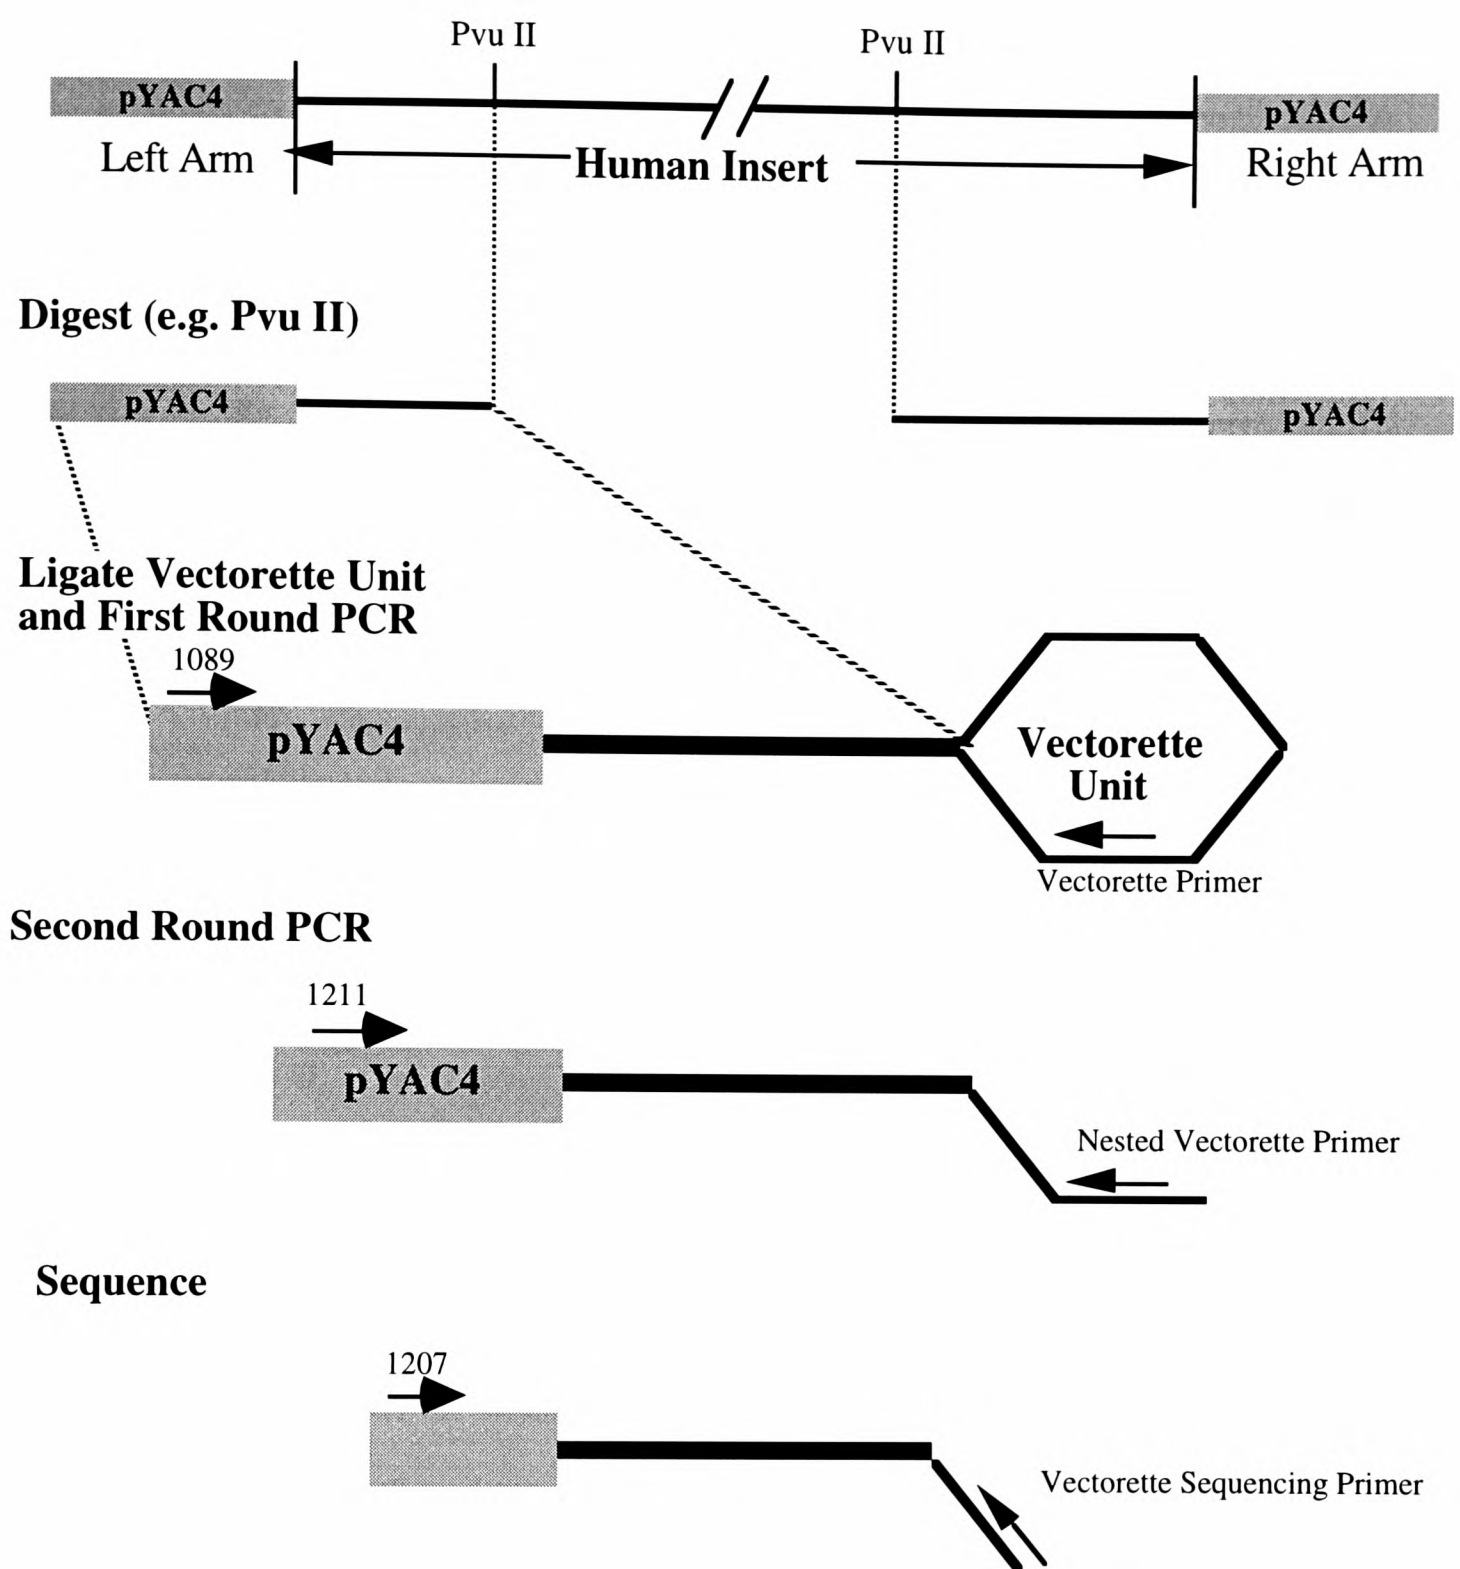 Pvu II
Pvu II
pYAC4
pYAC4
Left Arm
Human Insert
Right Arm
Digest (e.g. Pvu II)
pYAC4
pYAC4
Ligate Vectorette Unit
and First Round PCR
1089
pYAC4
Vectorette
Unit
Vectorette Primer
Second Round PCR
1211
pYAC4
Nested Vectorette Primer
Sequence
1207
Vectorette Sequencing Primer